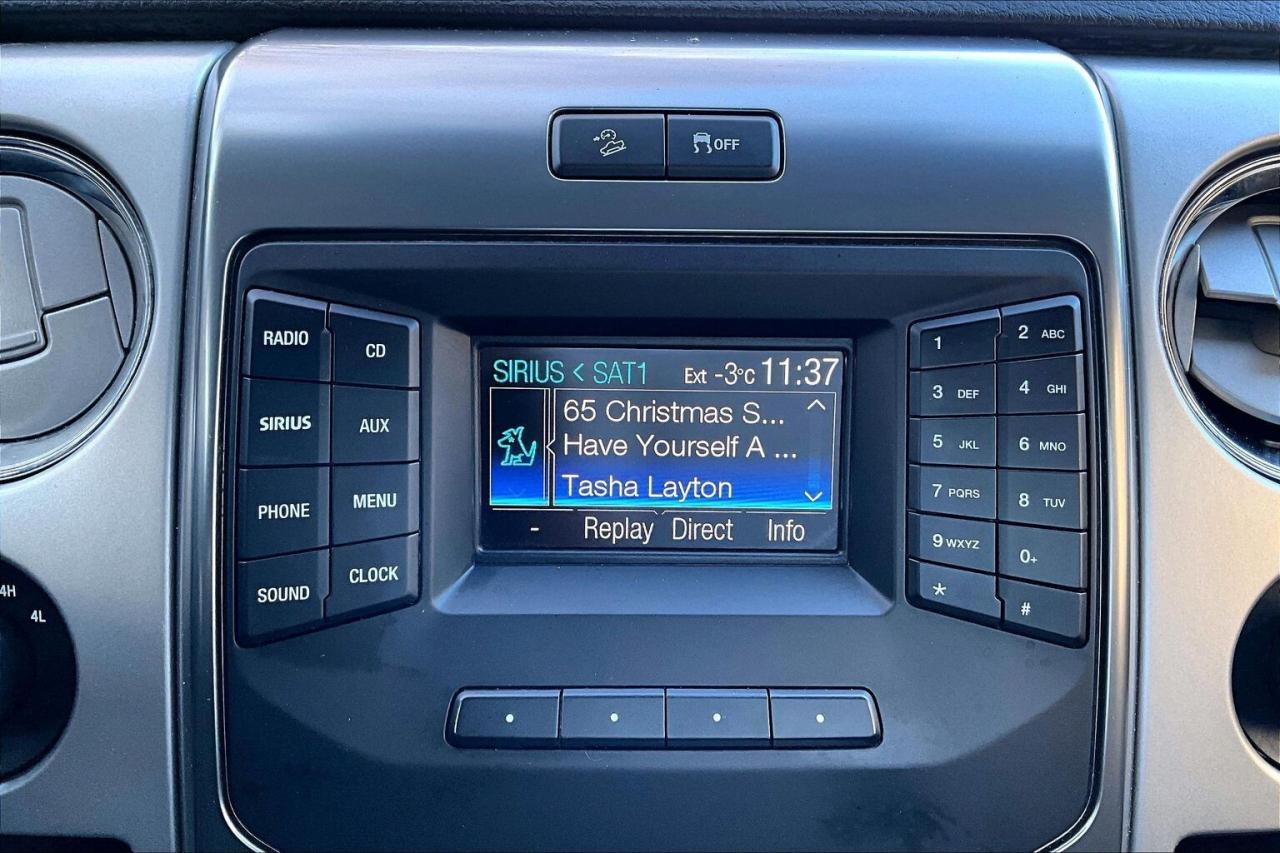 OFF
RADIO
CD
SIRIUS
AUX
PHONE
MENU
SOUND
CLOCK
SIRIUS < SAT1 Ext -3°C 11:37
65 Christmas S...
Have Yourself A ...
Tasha Layton
- Replay Direct Info
1
2 ABC
3 DEF
4 GHI
5 JKL
6 MNO
7 PQRS
8 TUV
9 WXYZ
0+
*
#
4H
4L